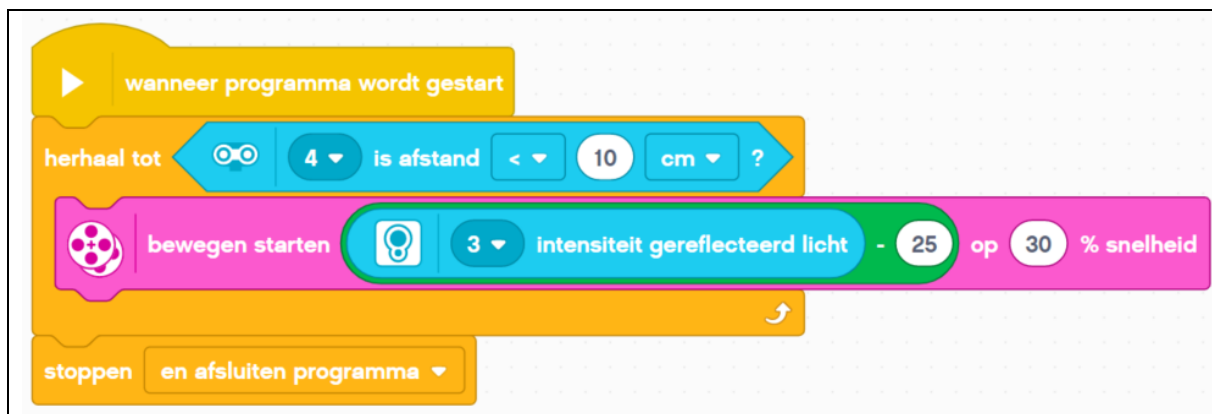 wanneer programma wordt gestart
herhaal tot 4 is afstand < 10 cm ?
bewegen starten 3 intensiteit gereflecteerd licht - 25 op 30 % snelheid
stoppen en afsluiten programma